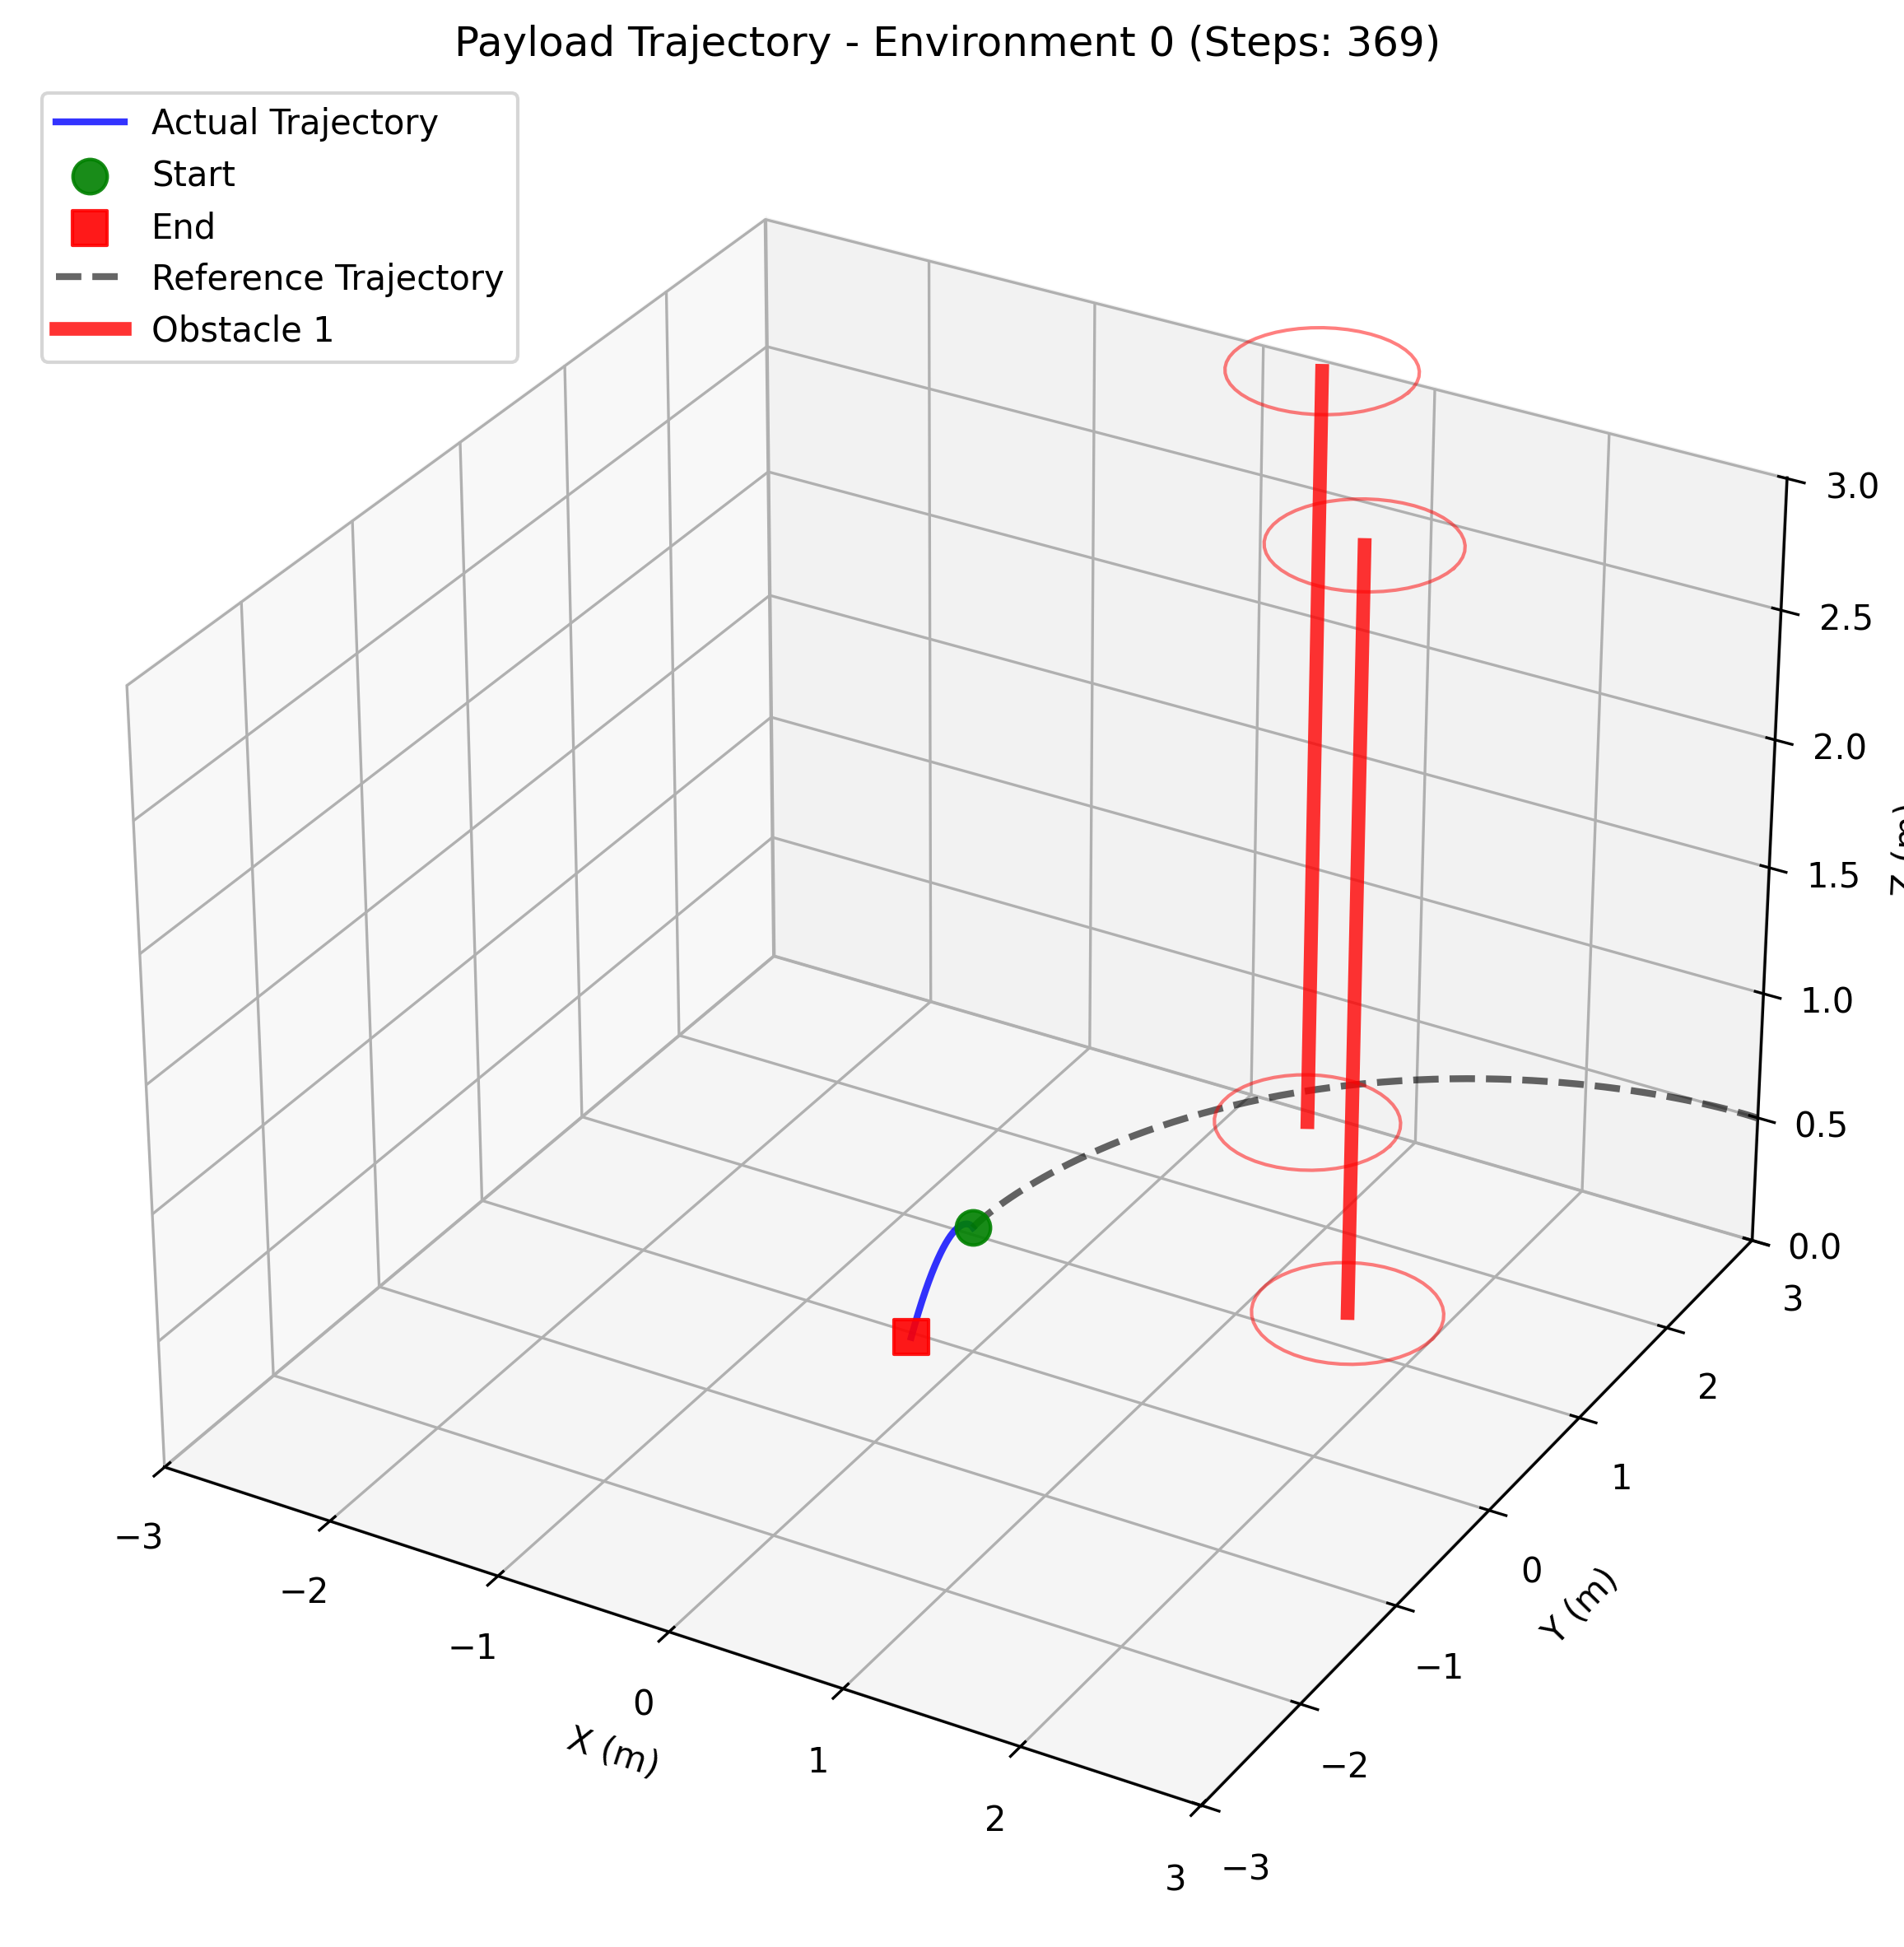 Payload Trajectory - Environment 0 (Steps: 369)
Actual Trajectory
Start
End
Reference Trajectory
Obstacle 1
3.0
2.5
2.0
1.5
1.0
0.5
0.0
3
2
1
0
−1
−2
−3
Y (m)
−3
−2
−1
0
1
2
3
X (m)